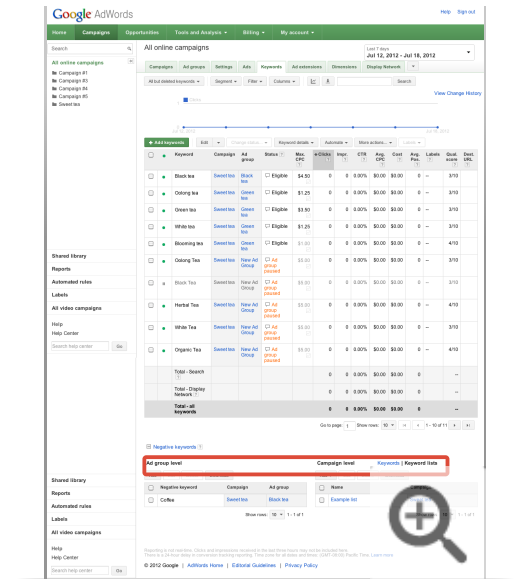 Google AdWords
Help Sign out
Home Campaigns Opportunities Tools and Analysis Billing My account
Search
All online campaigns
Campaign #1
Campaign #3
Campaign #4
Campaign #5
Sweet tea
Shared library
Reports
Automated rules
Labels
All video campaigns
Help
Help Center
Search help center Go
All online campaigns
Last 7 days
Jul 12, 2012 - Jul 18, 2012
Campaigns Ad groups Settings Ads Keywords Ad extensions Dimensions Display Network
All but deleted keywords Segment Filter Columns Search
View Change History
Clicks
+ Add keywords Edit Keyword details Automate More actions... Labels
Keyword Campaign Ad group Status Max. CPC Clicks Impr. CTR Avg. CPC Cost Avg. Pos. Labels Qual. score Dest. URL
Black tea Sweet tea Black tea Eligible $4.50 0 0 0.00% $0.00 $0.00 0 -- 3/10
Oolong tea Sweet tea Green tea Eligible $1.25 0 0 0.00% $0.00 $0.00 0 -- 3/10
Green tea Sweet tea Green tea Eligible $3.50 0 0 0.00% $0.00 $0.00 0 -- 3/10
White tea Sweet tea Green tea Eligible $1.25 0 0 0.00% $0.00 $0.00 0 -- 3/10
Blooming tea Sweet tea Green tea Eligible 0 0 0.00% $0.00 $0.00 0 -- 4/10
Oolong Tea Sweet tea New Ad Group Ad group paused 0 0 0.00% $0.00 $0.00 0 -- 3/10
Black Tea Sweet tea New Ad Group Ad group paused 0 0 0.00% $0.00 $0.00 0 -- 3/10
Herbal Tea Sweet tea New Ad Group Ad group paused 0 0 0.00% $0.00 $0.00 0 -- 4/10
White Tea Sweet tea New Ad Group Ad group paused 0 0 0.00% $0.00 $0.00 0 -- 3/10
Organic Tea Sweet tea New Ad Group Ad group paused 0 0 0.00% $0.00 $0.00 0 -- 4/10
Total - Search 0 0 0.00% $0.00 $0.00 0 --
Total - Display Network 0 0 0.00% $0.00 $0.00 0 --
Total - all keywords 0 0 0.00% $0.00 $0.00 0 --
Go to page 1 Show rows: 10 1 - 10 of 11
Negative keywords
Ad group level
Campaign level Keywords | Keyword lists
Negative keyword Campaign Ad group
Coffee Sweet tea Black tea
Show rows: 10 1 - 1 of 1
Name
Example list
1 - 1 of 1
Shared library
Reports
Automated rules
Labels
All video campaigns
Help
Help Center
Search help center Go
© 2012 Google | AdWords Home | Editorial Guidelines | Privacy Policy